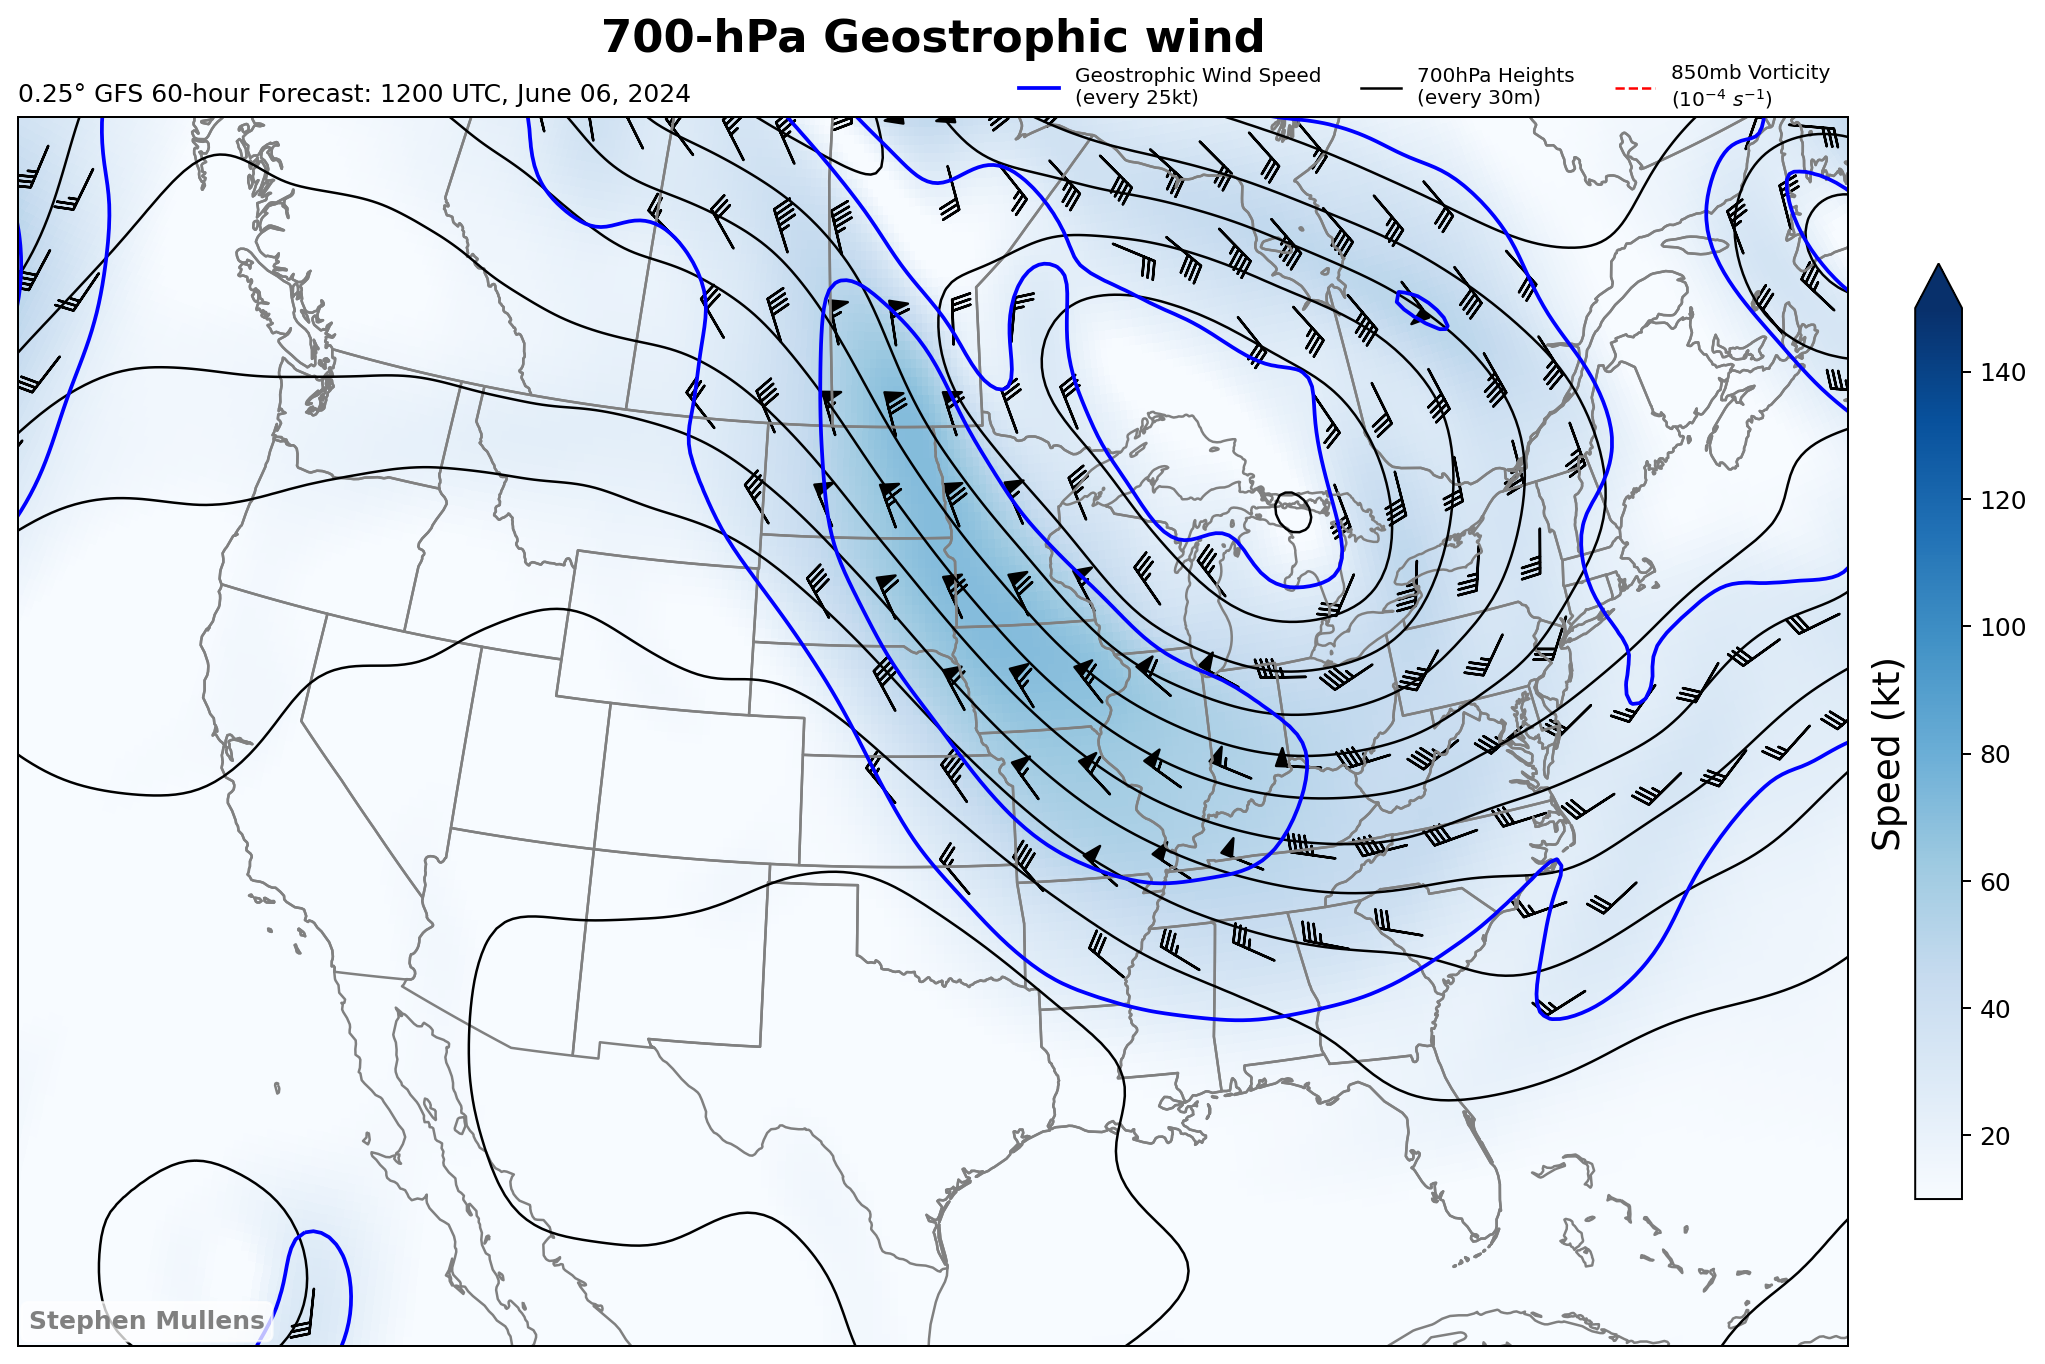 700-hPa Geostrophic wind
0.25° GFS 60-hour Forecast: 1200 UTC, June 06, 2024
Geostrophic Wind Speed
(every 25kt)
700hPa Heights
(every 30m)
850mb Vorticity
(10⁻⁴ s⁻¹)
140
120
100
80
60
40
20
Speed (kt)
Stephen Mullens